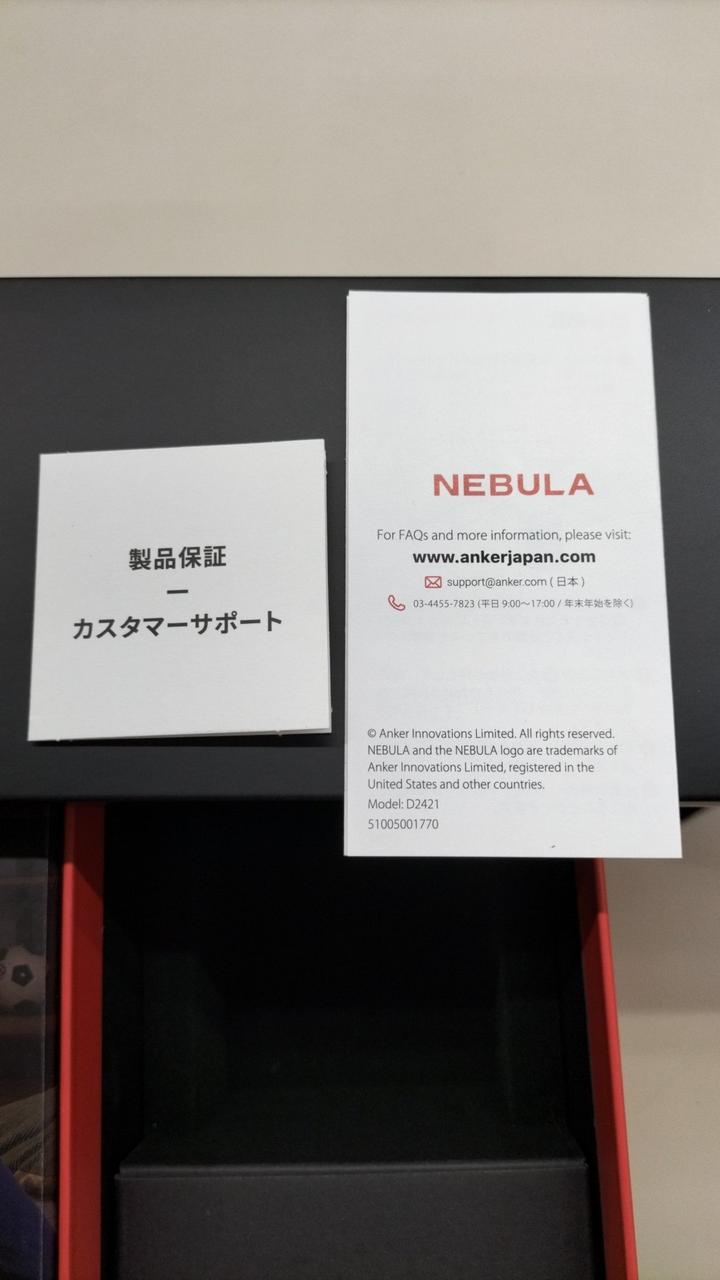 製品保証
ー
カスタマーサポート
NEBULA
For FAQs and more information, please visit:
www.ankerjapan.com
support@anker.com ( 日本 )
03-4455-7823 (平日 9:00〜17:00 / 年末年始を除く)
© Anker Innovations Limited. All rights reserved.
NEBULA and the NEBULA logo are trademarks of
Anker Innovations Limited, registered in the
United States and other countries.
Model: D2421
51005001770